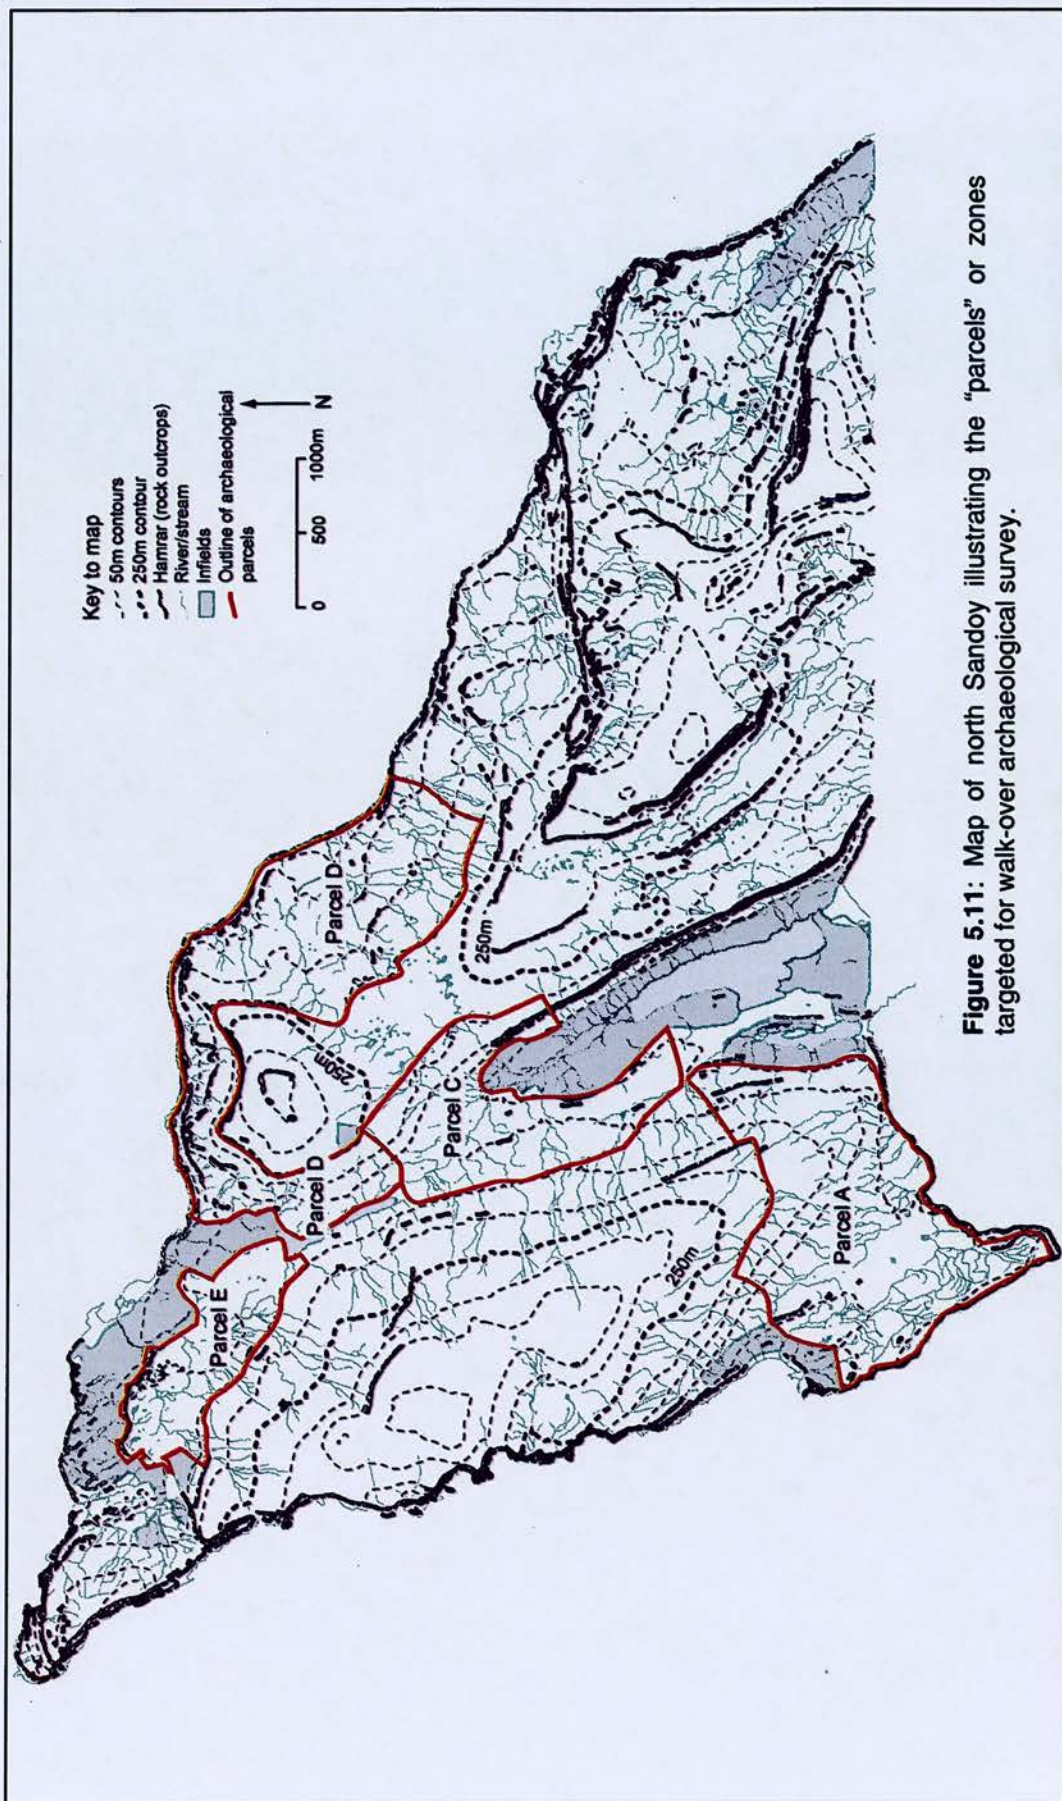 Key to map
50m contours
250m contour
Hamrar (rock outcrops)
River/stream
Infields
Outline of archaeological
parcels
0 500 1000m
N
Parcel E
Parcel D
Parcel D
250m
Parcel C
250m
250m
Parcel A
Figure 5.11: Map of north Sandoy illustrating the “parcels” or zones
targeted for walk-over archaeological survey.